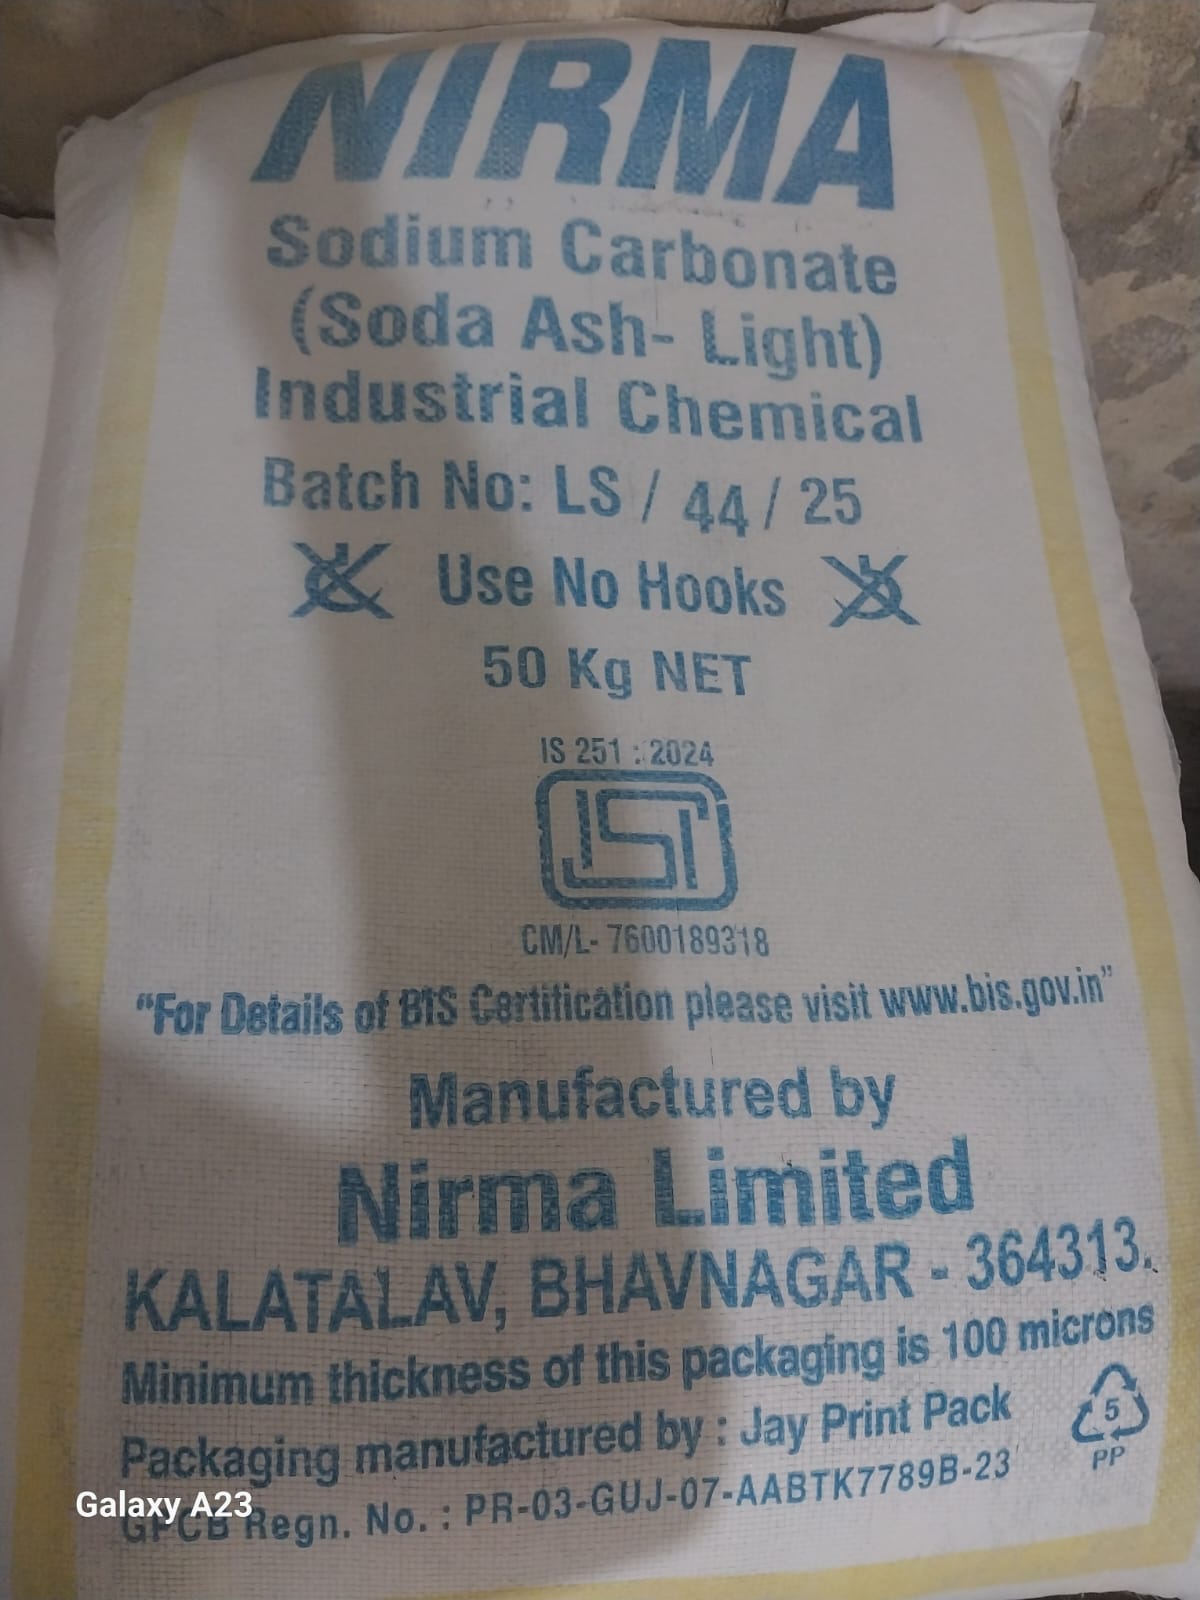 NIRMA
Sodium Carbonate
(Soda Ash- Light)
Industrial Chemical
Batch No: LS / 44 / 25
Use No Hooks
50 Kg NET
IS 251 : 2024
ISI
CM/L- 7600189318
“For Details of BIS Certification please visit www.bis.gov.in”
Manufactured by
Nirma Limited
KALATALAV, BHAVNAGAR - 364313.
Minimum thickness of this packaging is 100 microns
Packaging manufactured by : Jay Print Pack
5
PP
GPCB Regn. No. : PR-03-GUJ-07-AABTK7789B-23
Galaxy A23